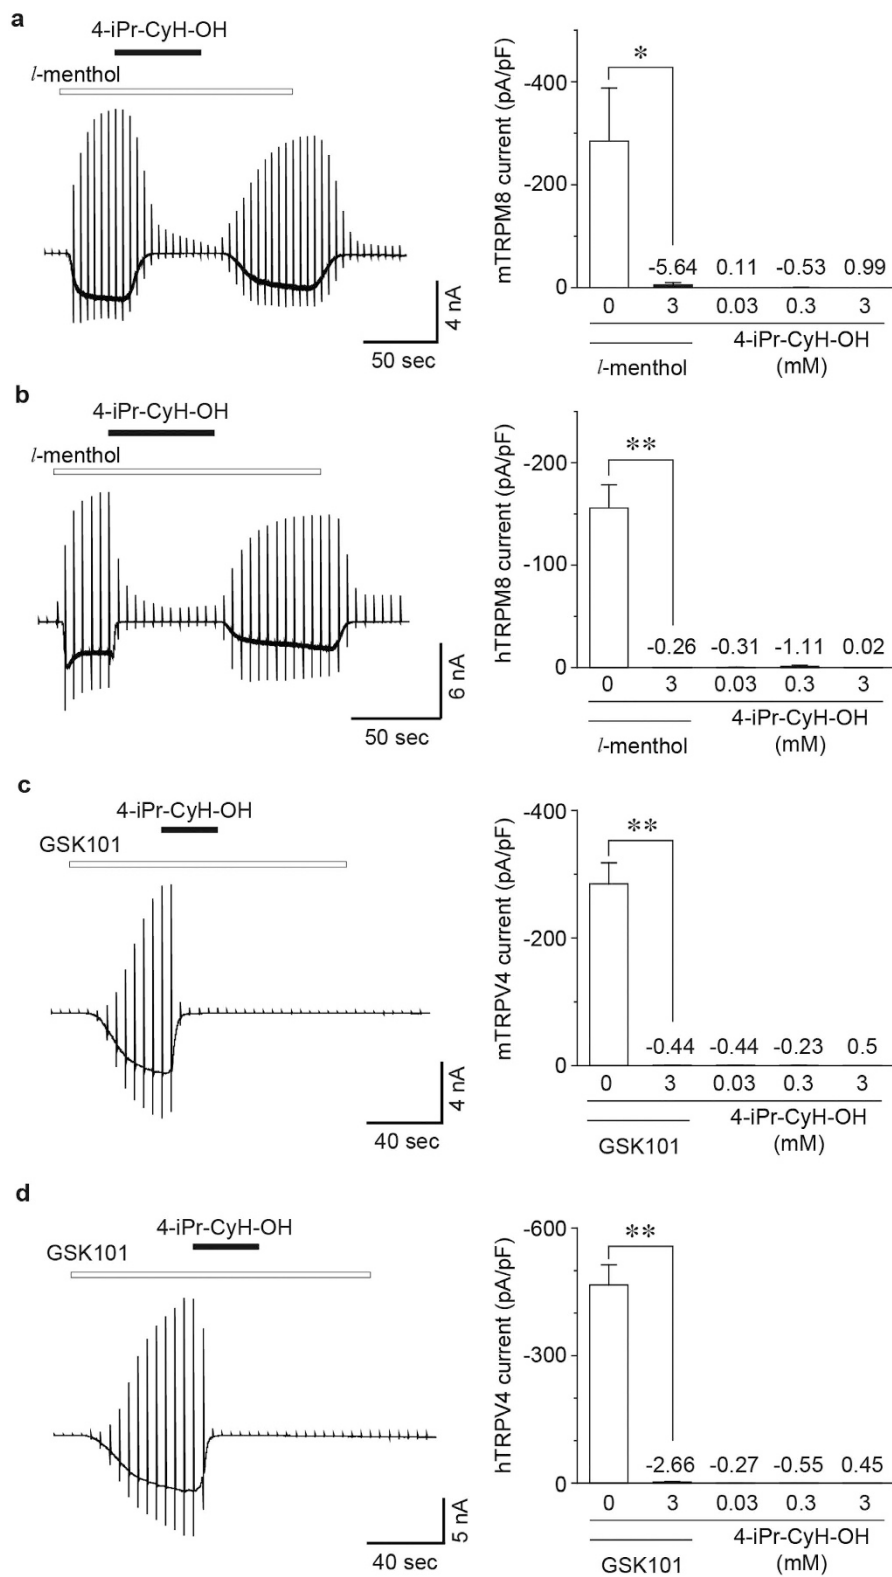 a
4-iPr-CyH-OH
l-menthol
4 nA
50 sec
mTRPM8 current (pA/pF)
-400
-200
0
*
-5.64 0.11 -0.53 0.99
0 3 0.03 0.3 3
4-iPr-CyH-OH
(mM)
l-menthol
b
4-iPr-CyH-OH
l-menthol
6 nA
50 sec
hTRPM8 current (pA/pF)
-200
-100
0
**
-0.26 -0.31 -1.11 0.02
0 3 0.03 0.3 3
4-iPr-CyH-OH
(mM)
l-menthol
c
4-iPr-CyH-OH
GSK101
4 nA
40 sec
mTRPV4 current (pA/pF)
-400
-200
0
**
-0.44 -0.44 -0.23 0.5
0 3 0.03 0.3 3
4-iPr-CyH-OH
(mM)
GSK101
d
4-iPr-CyH-OH
GSK101
5 nA
40 sec
hTRPV4 current (pA/pF)
-600
-300
0
**
-2.66 -0.27 -0.55 0.45
0 3 0.03 0.3 3
4-iPr-CyH-OH
(mM)
GSK101